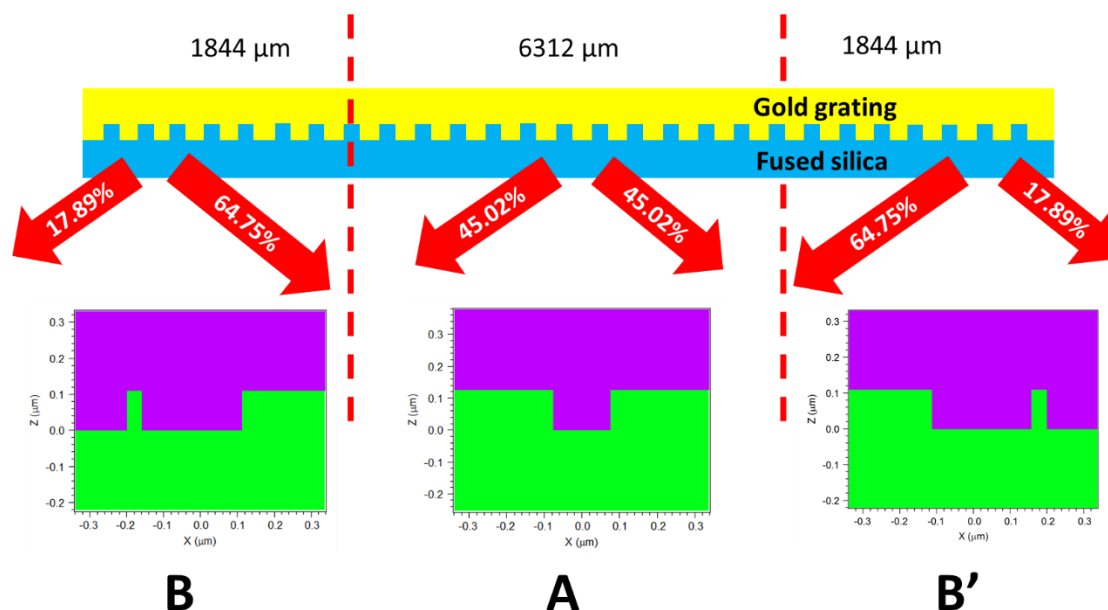 1844 μm
6312 μm
1844 μm
Gold grating
Fused silica
17.89%
64.75%
45.02%
45.02%
64.75%
17.89%
0.3
0.2
0.1
0.0
-0.1
-0.2
Z (μm)
-0.3 -0.2 -0.1 0.0 0.1 0.2 0.3
X (μm)
0.3
0.2
0.1
0.0
-0.1
-0.2
Z (μm)
-0.3 -0.2 -0.1 0.0 0.1 0.2 0.3
X (μm)
0.3
0.2
0.1
0.0
-0.1
-0.2
Z (μm)
-0.3 -0.2 -0.1 0.0 0.1 0.2 0.3
X (μm)
B
A
B’